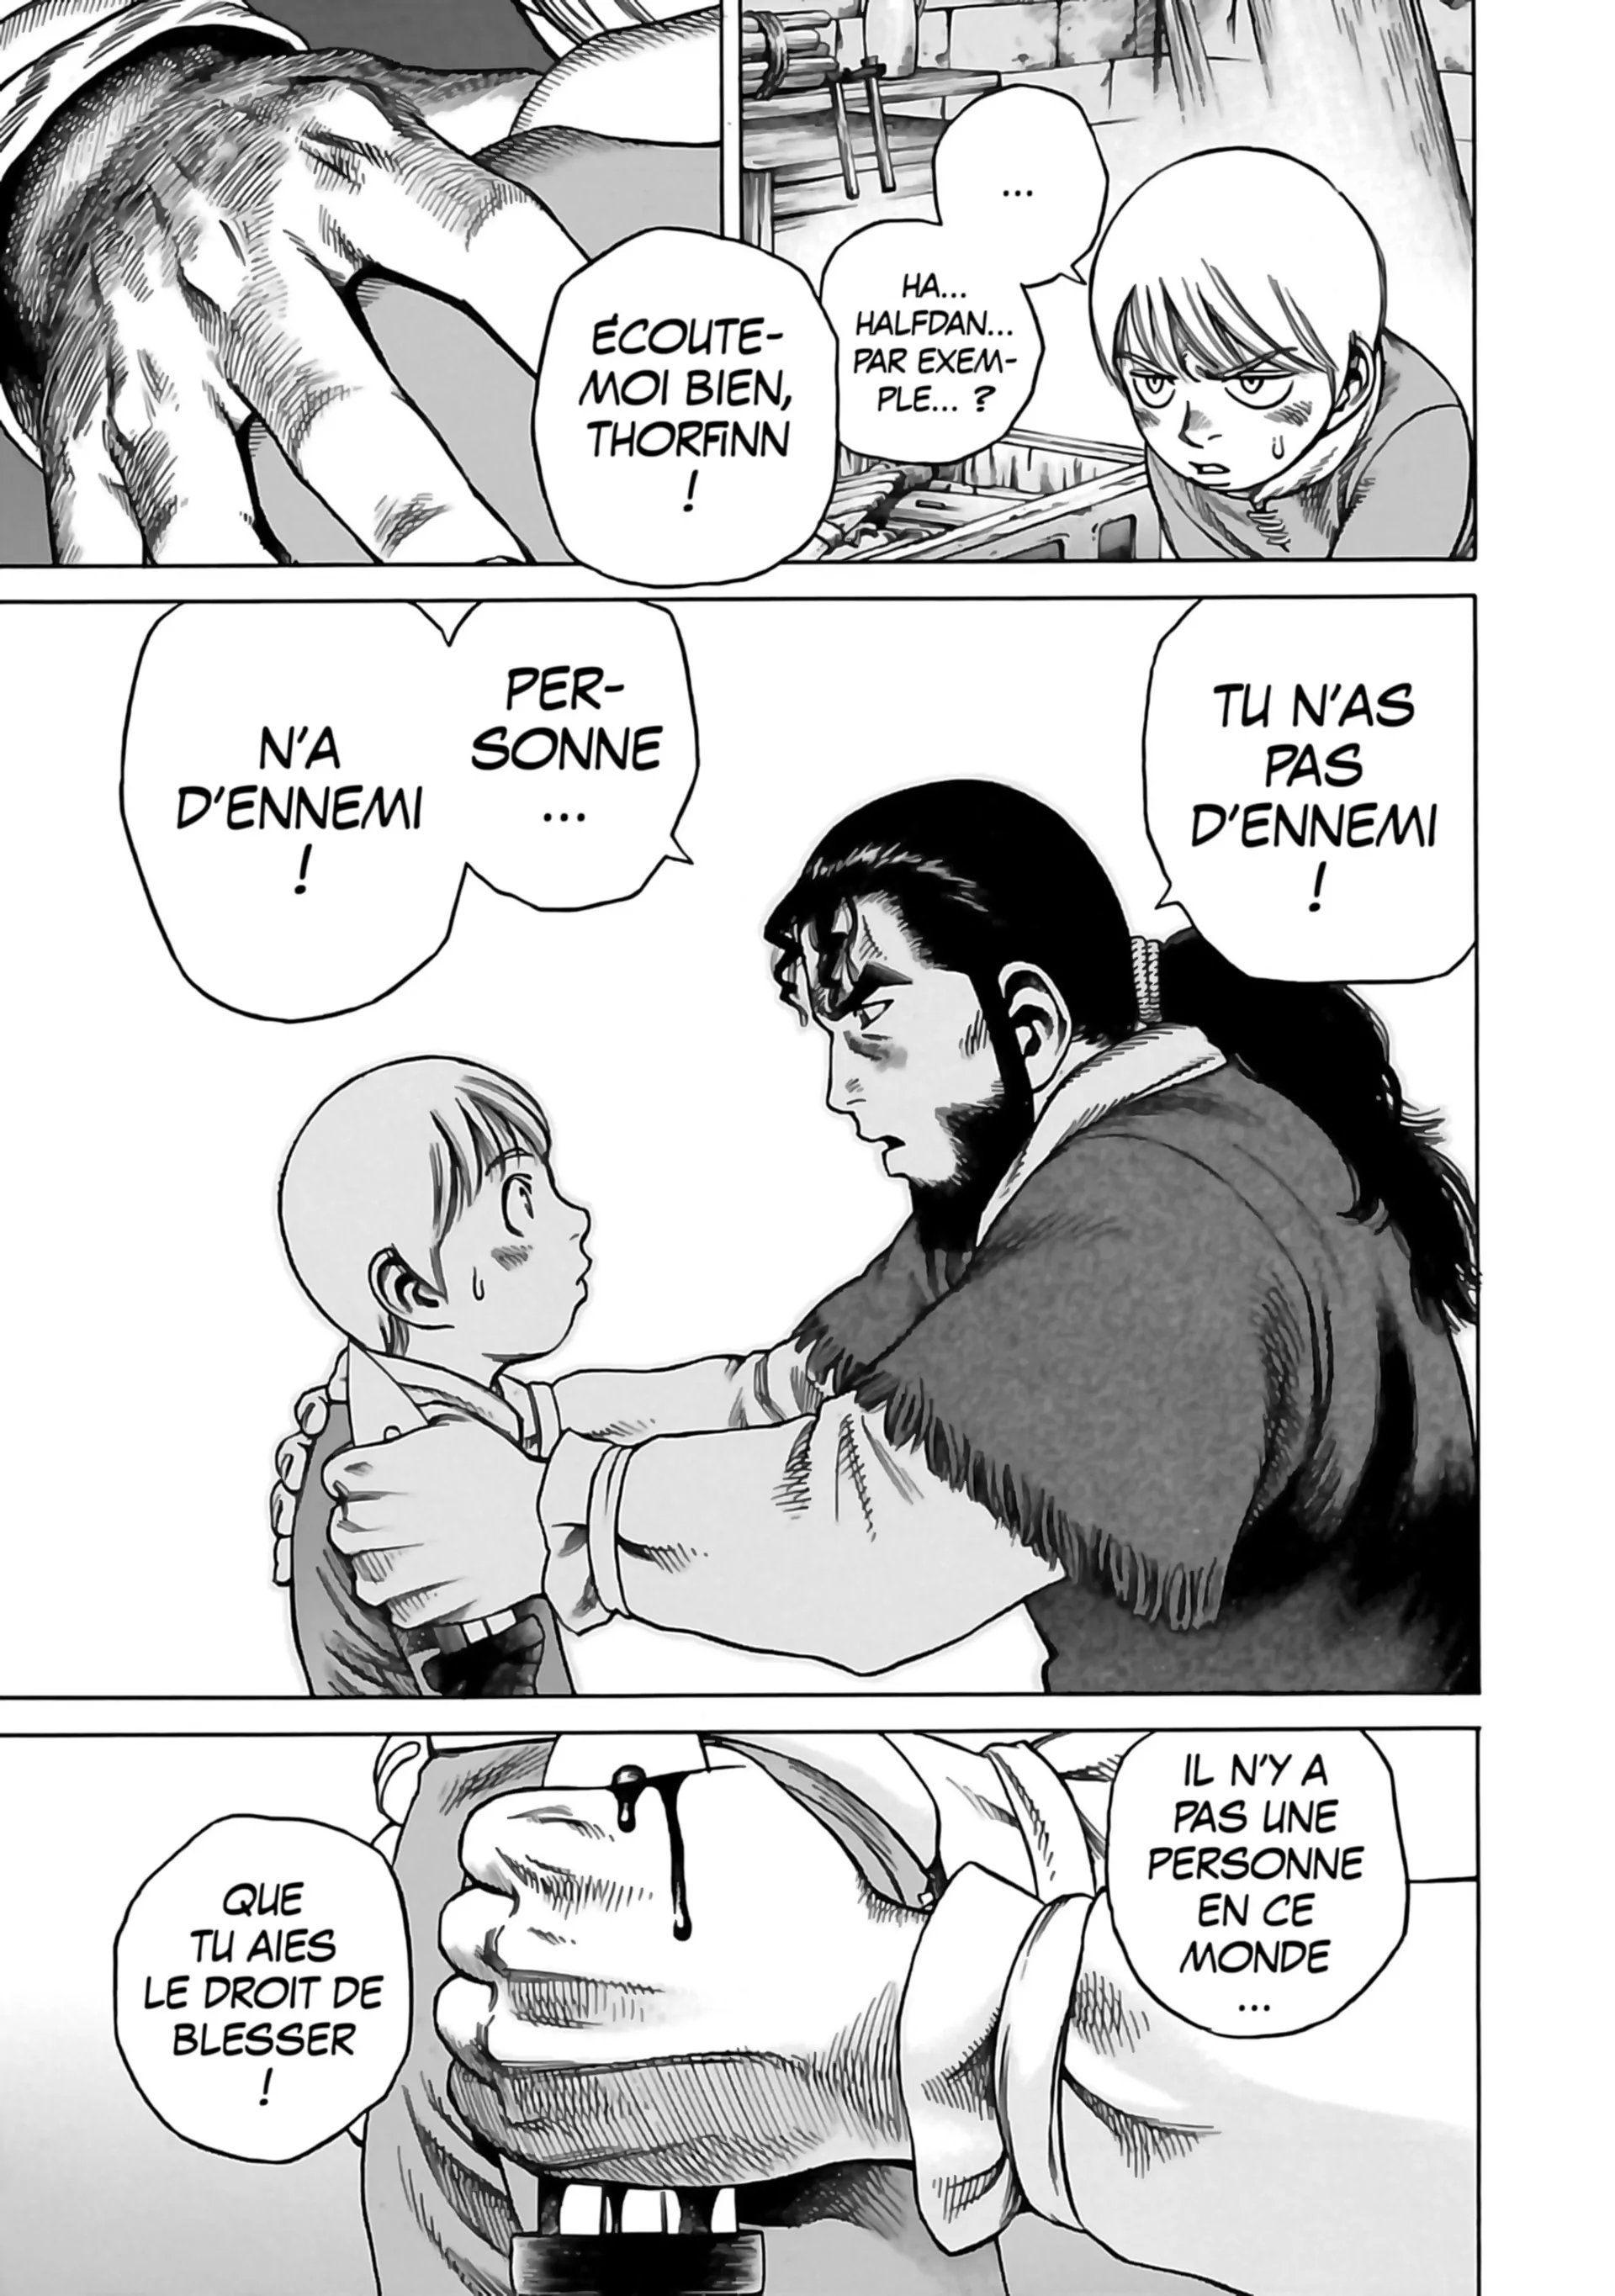 ...
HA...
HALFDAN...
PAR EXEM-
PLE... ?
ÉCOUTE-
MOI BIEN,
THORFiNN
!
TU N'AS
PAS
D'ENNEMI
!
PER-
SONNE
...
N'A
D'ENNEMI
!
IL N'Y A
PAS UNE
PERSONNE
EN CE
MONDE
...
QUE
TU AIES
LE DROIT DE
BLESSER
!